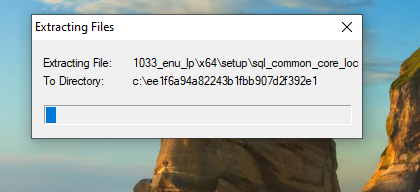 Extracting Files
Extracting File: 1033_enu_lp\x64\setup\sql_common_core_loc
To Directory: c:\ee1f6a94a82243b1fbb907d2f392e1